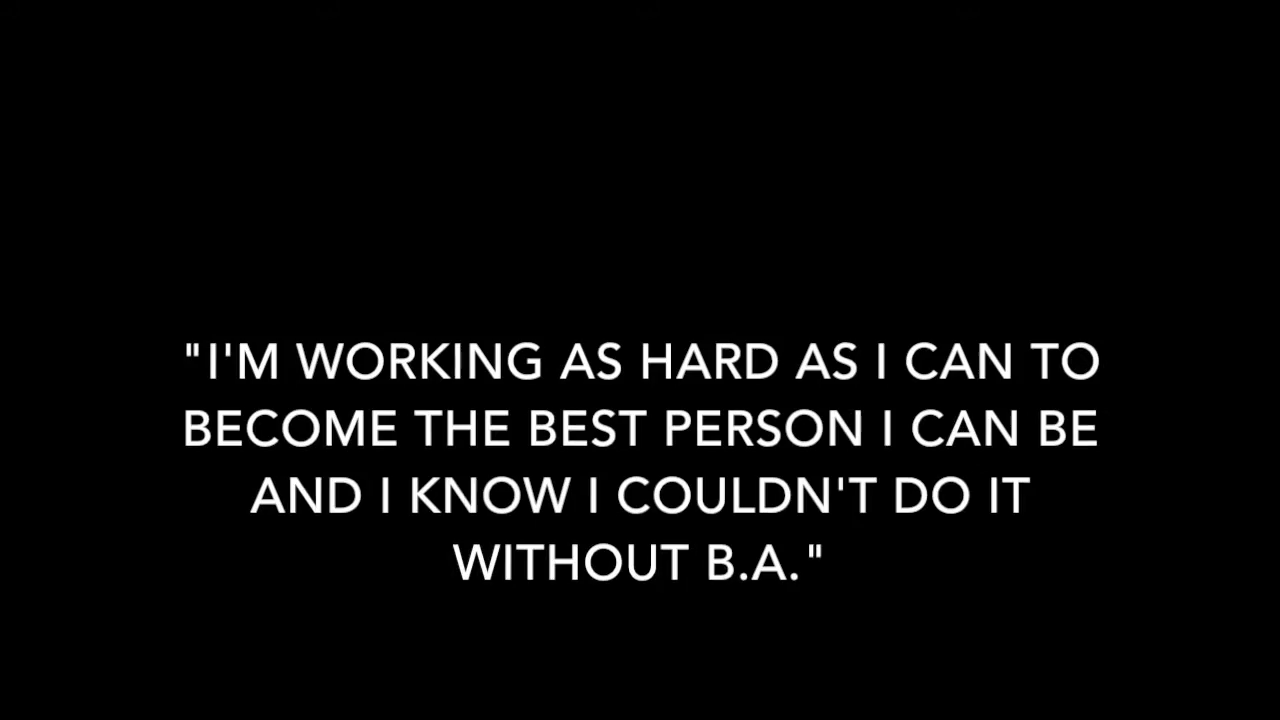 "I'M WORKING AS HARD AS I CAN TO
BECOME THE BEST PERSON I CAN BE
AND I KNOW I COULDN'T DO IT
WITHOUT B.A."